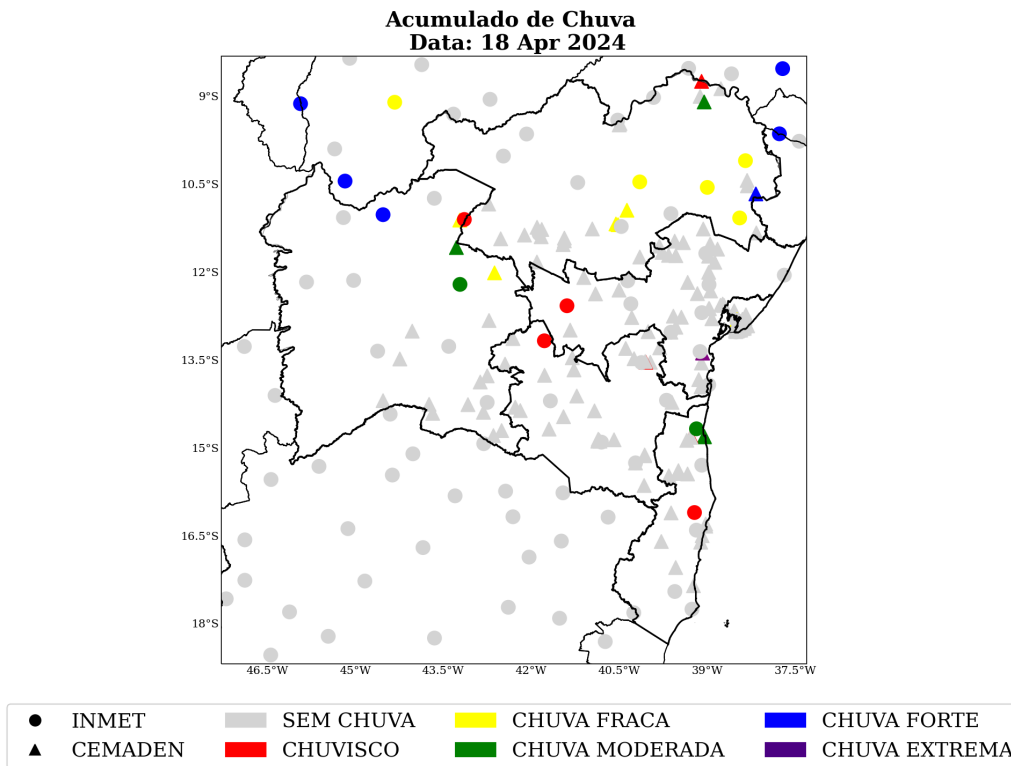 Acumulado de Chuva
Data: 18 Apr 2024
9°S
10.5°S
12°S
13.5°S
15°S
16.5°S
18°S
46.5°W 45°W 43.5°W 42°W 40.5°W 39°W 37.5°W
INMET SEM CHUVA CHUVA FRACA CHUVA FORTE
CEMADEN CHUVISCO CHUVA MODERADA CHUVA EXTREMA